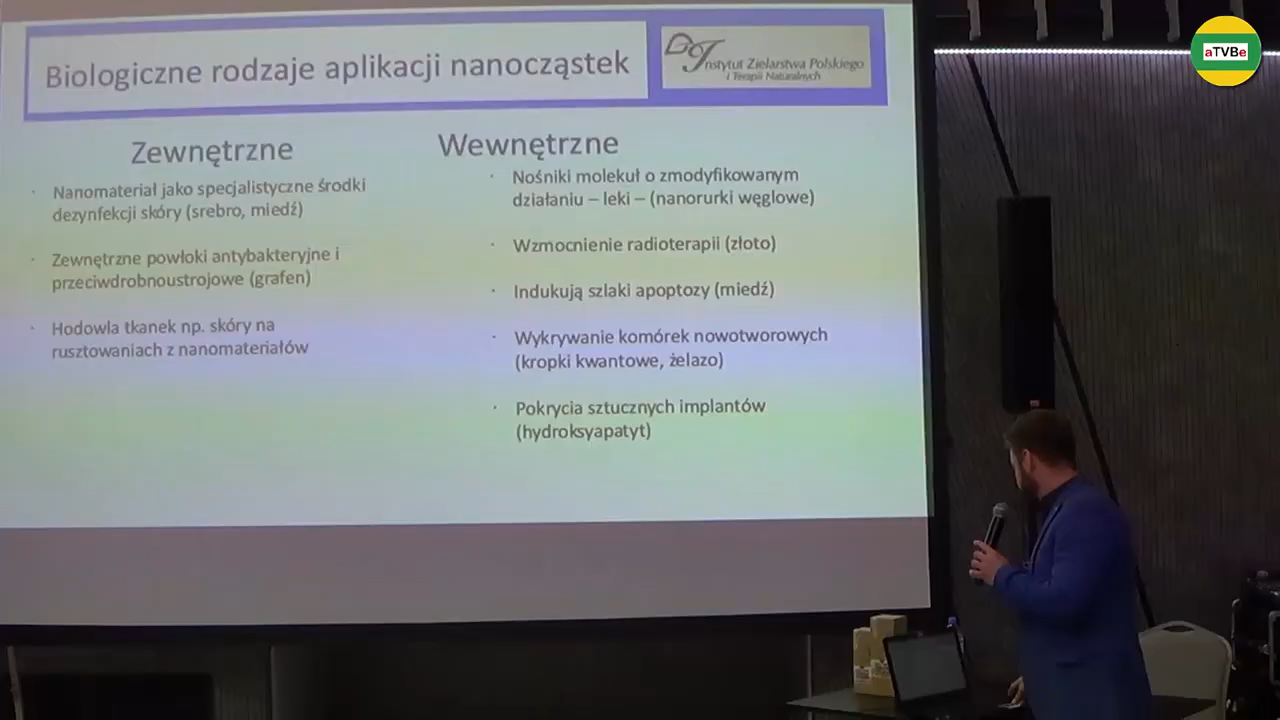 Biologiczne rodzaje aplikacji nanocząstek
Instytut Zielarstwa Polskiego
i Terapii Naturalnych
aTVBe
Zewnętrzne
· Nanomateriał jako specjalistyczne środki
dezynfekcji skóry (srebro, miedź)
· Zewnętrzne powłoki antybakteryjne i
przeciwdrobnoustrojowe (grafen)
· Hodowla tkanek np. skóry na
rusztowaniach z nanomateriałów
Wewnętrzne
· Nośniki molekuł o zmodyfikowanym
działaniu – leki – (nanorurki węglowe)
· Wzmocnienie radioterapii (złoto)
· Indukują szlaki apoptozy (miedź)
· Wykrywanie komórek nowotworowych
(kropki kwantowe, żelazo)
· Pokrycia sztucznych implantów
(hydroksyapatyt)